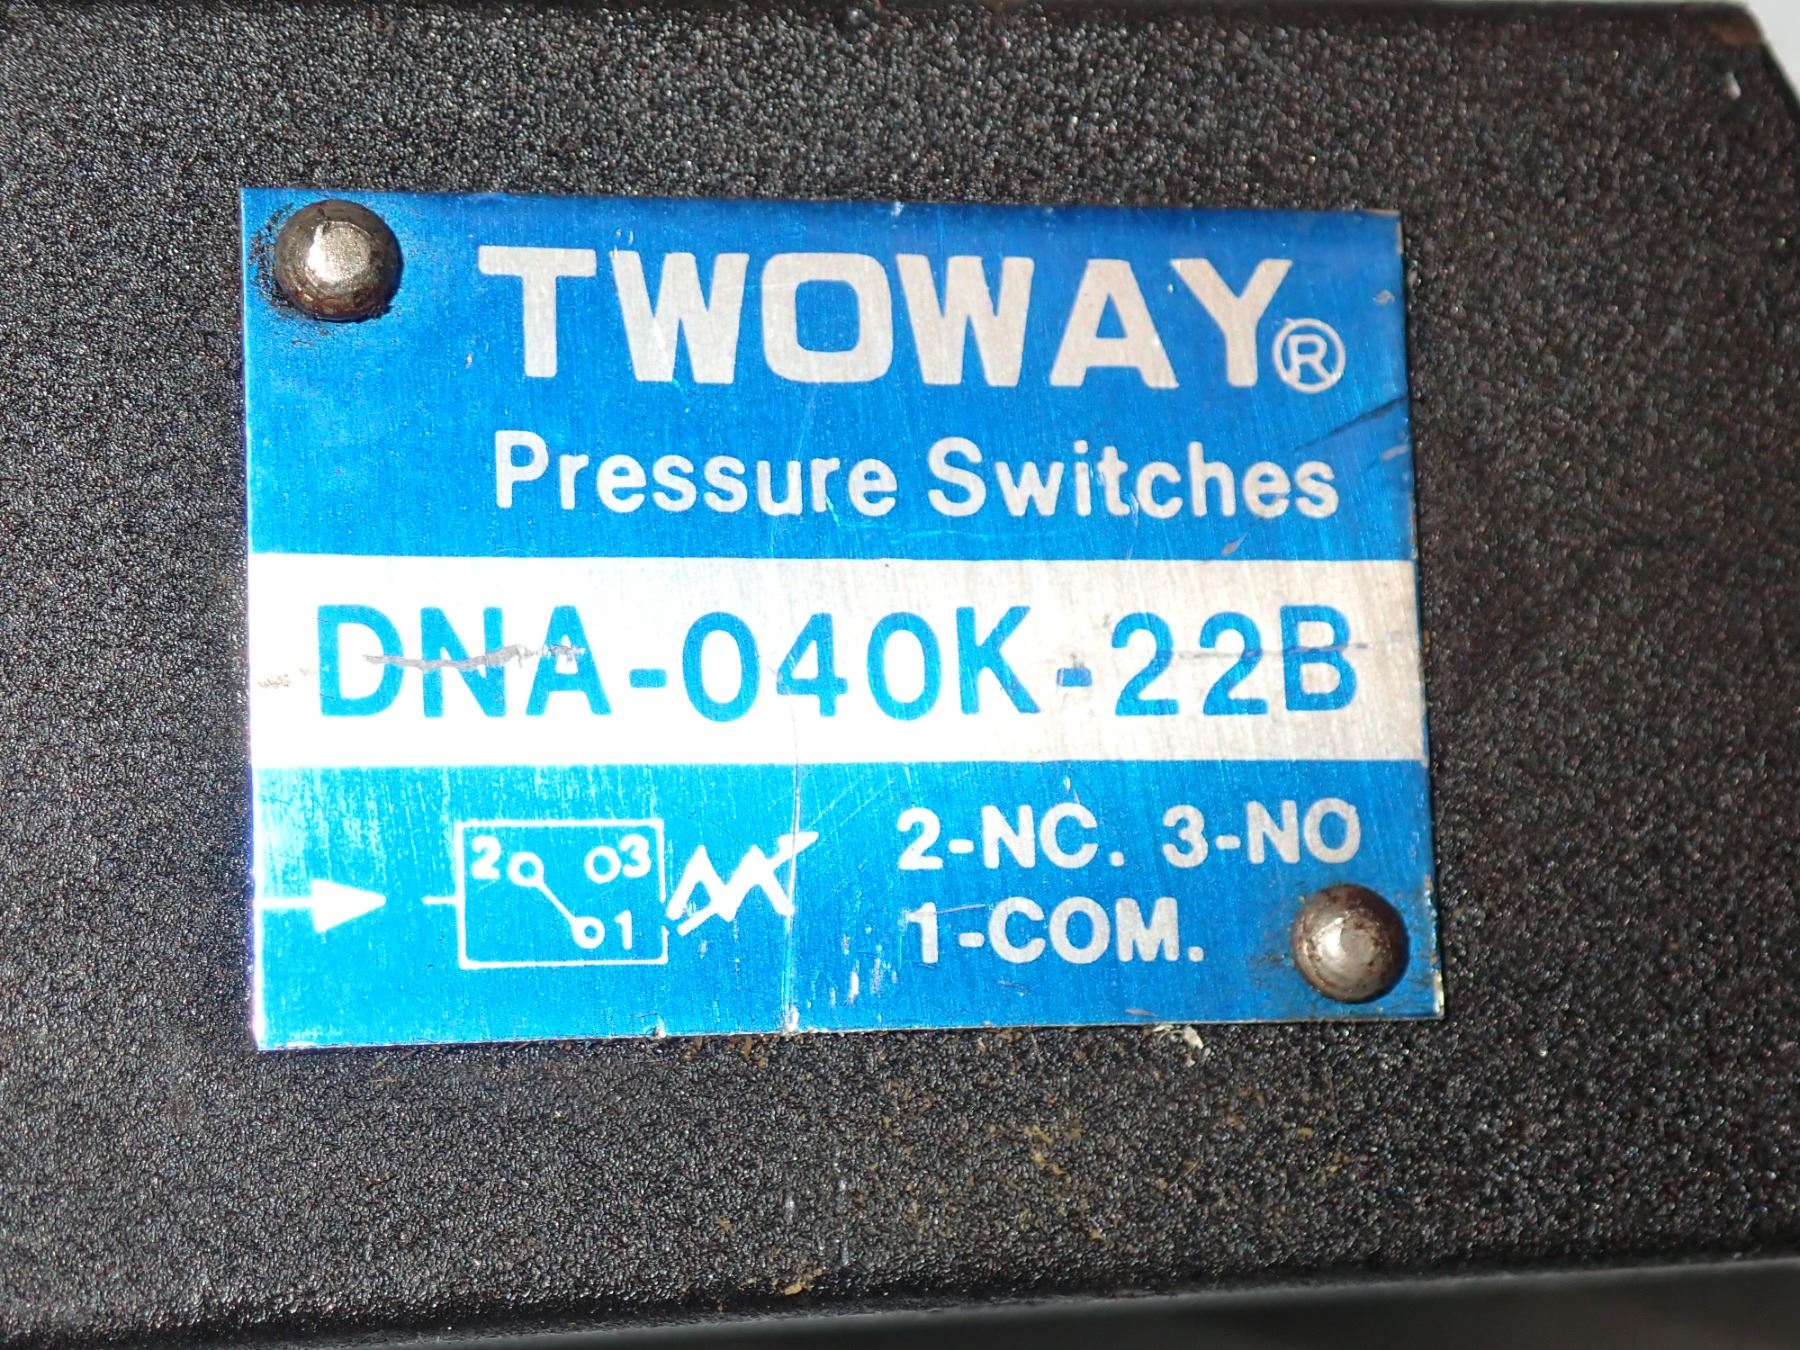 TWOWAY®
Pressure Switches
DNA-040K-22B
2 3
1
2-NC. 3-NO
1-COM.